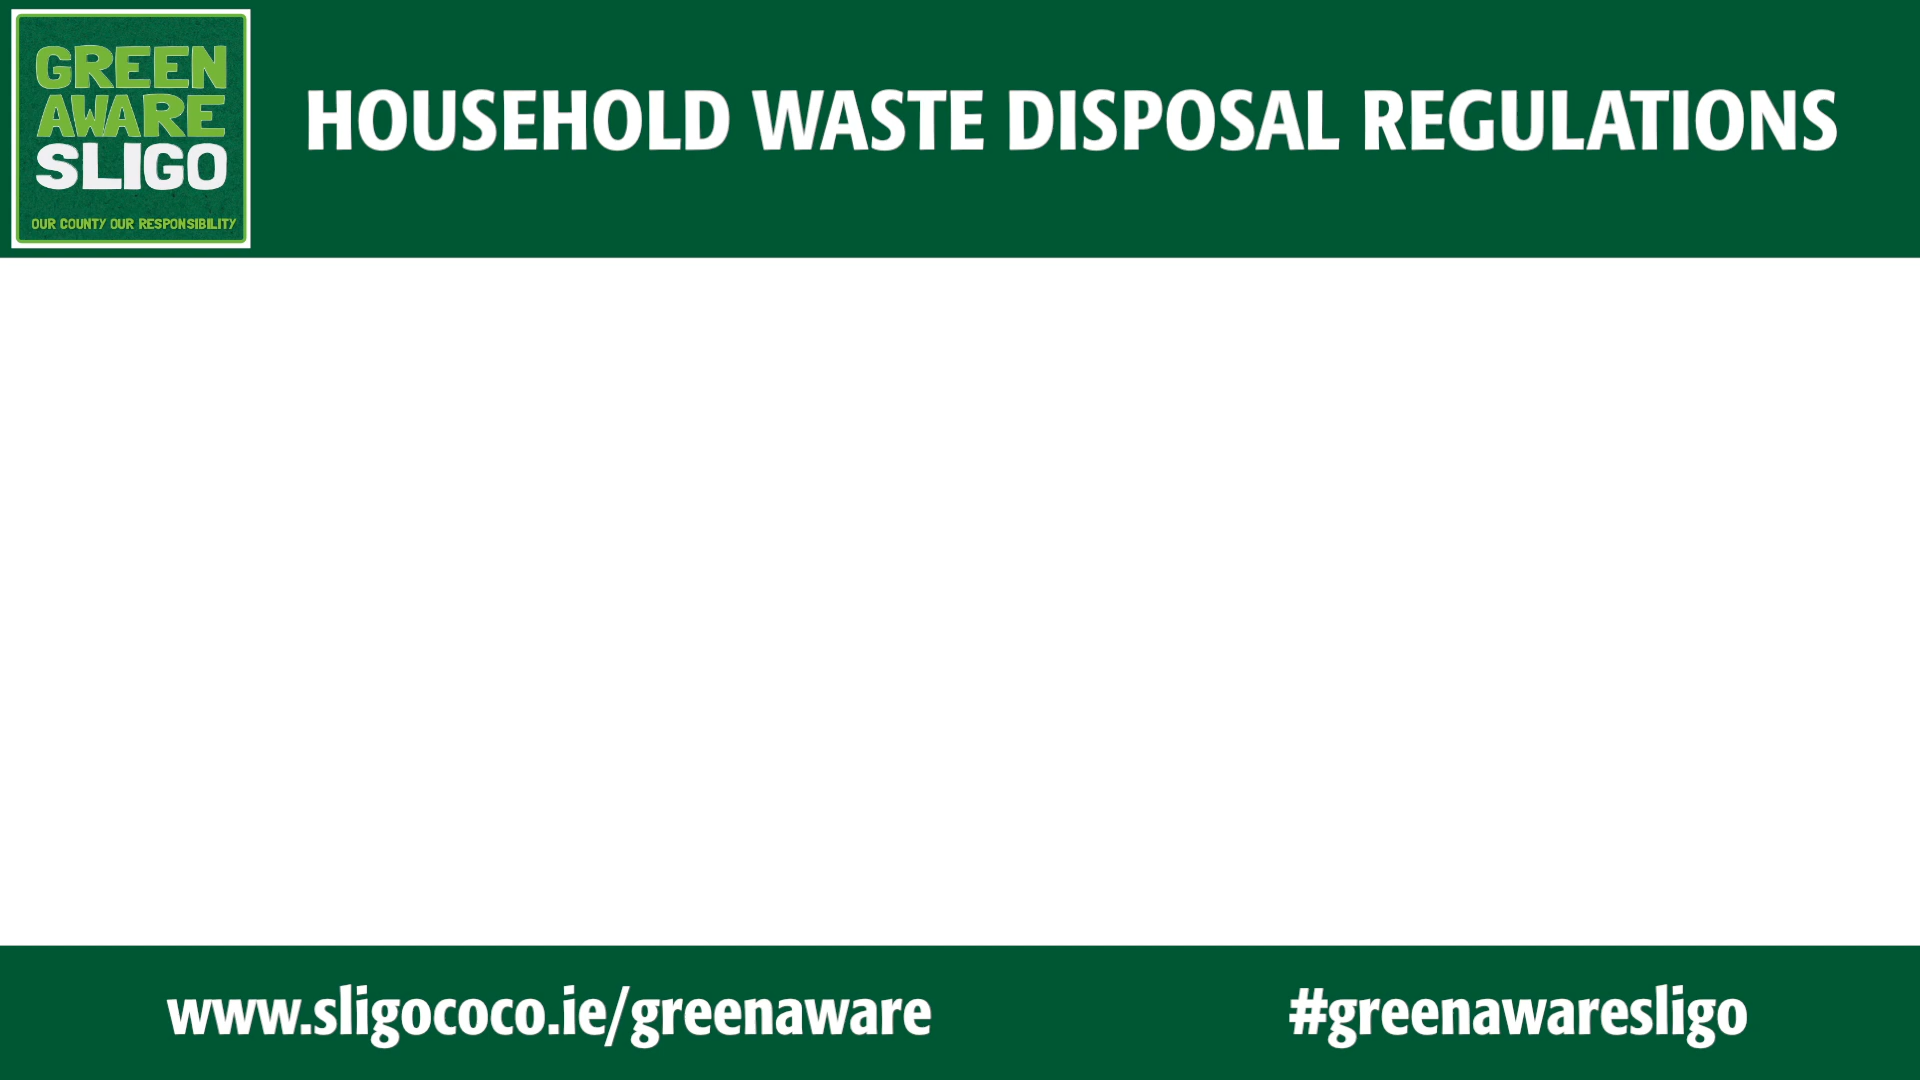 GREEN
AWARE
SLIGO
OUR COUNTY OUR RESPONSIBILITY
HOUSEHOLD WASTE DISPOSAL REGULATIONS
www.sligococo.ie/greenaware
#greenawaresligo